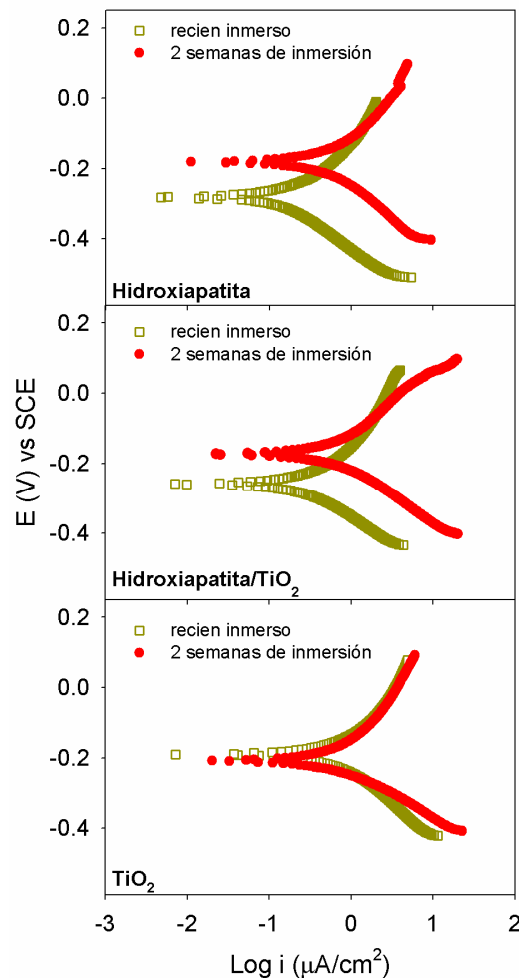 0.2
recien inmerso
2 semanas de inmersión
0.0
-0.2
-0.4
Hidroxiapatita
0.2
recien inmerso
2 semanas de inmersión
0.0
-0.2
-0.4
Hidroxiapatita/TiO₂
E (V) vs SCE
0.2
recien inmerso
2 semanas de inmersión
0.0
-0.2
-0.4
TiO₂
-3 -2 -1 0 1 2
Log i (μA/cm²)